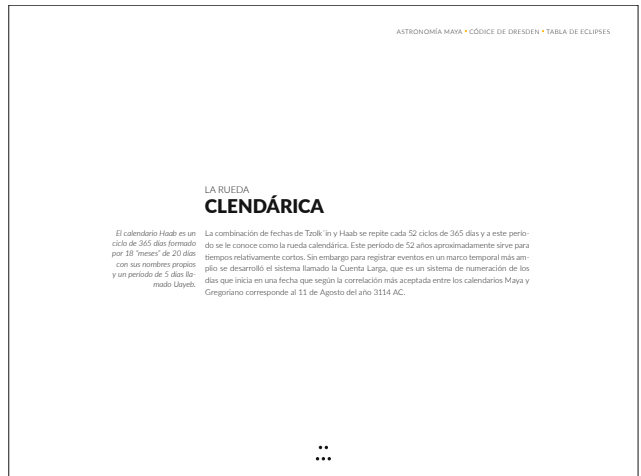 ASTRONOMÍA MAYA • CÓDICE DE DRESDEN • TABLA DE ECLIPSES
LA RUEDA
CLENDÁRICA
El calendario Haab es un
ciclo de 365 días formado
por 18 "meses" de 20 días
con sus nombres propios
y un período de 5 días lla-
mado Uayeb.
La combinación de fechas de Tzolk´in y Haab se repite cada 52 ciclos de 365 días y a este perío-
do se le conoce como la rueda calendárica. Este período de 52 años aproximadamente sirve para
tiempos relativamente cortos. Sin embargo para registrar eventos en un marco temporal más am-
plio se desarrolló el sistema llamado la Cuenta Larga, que es un sistema de numeración de los
días que inicia en una fecha que según la correlación más aceptada entre los calendarios Maya y
Gregoriano corresponde al 11 de Agosto del año 3114 AC.